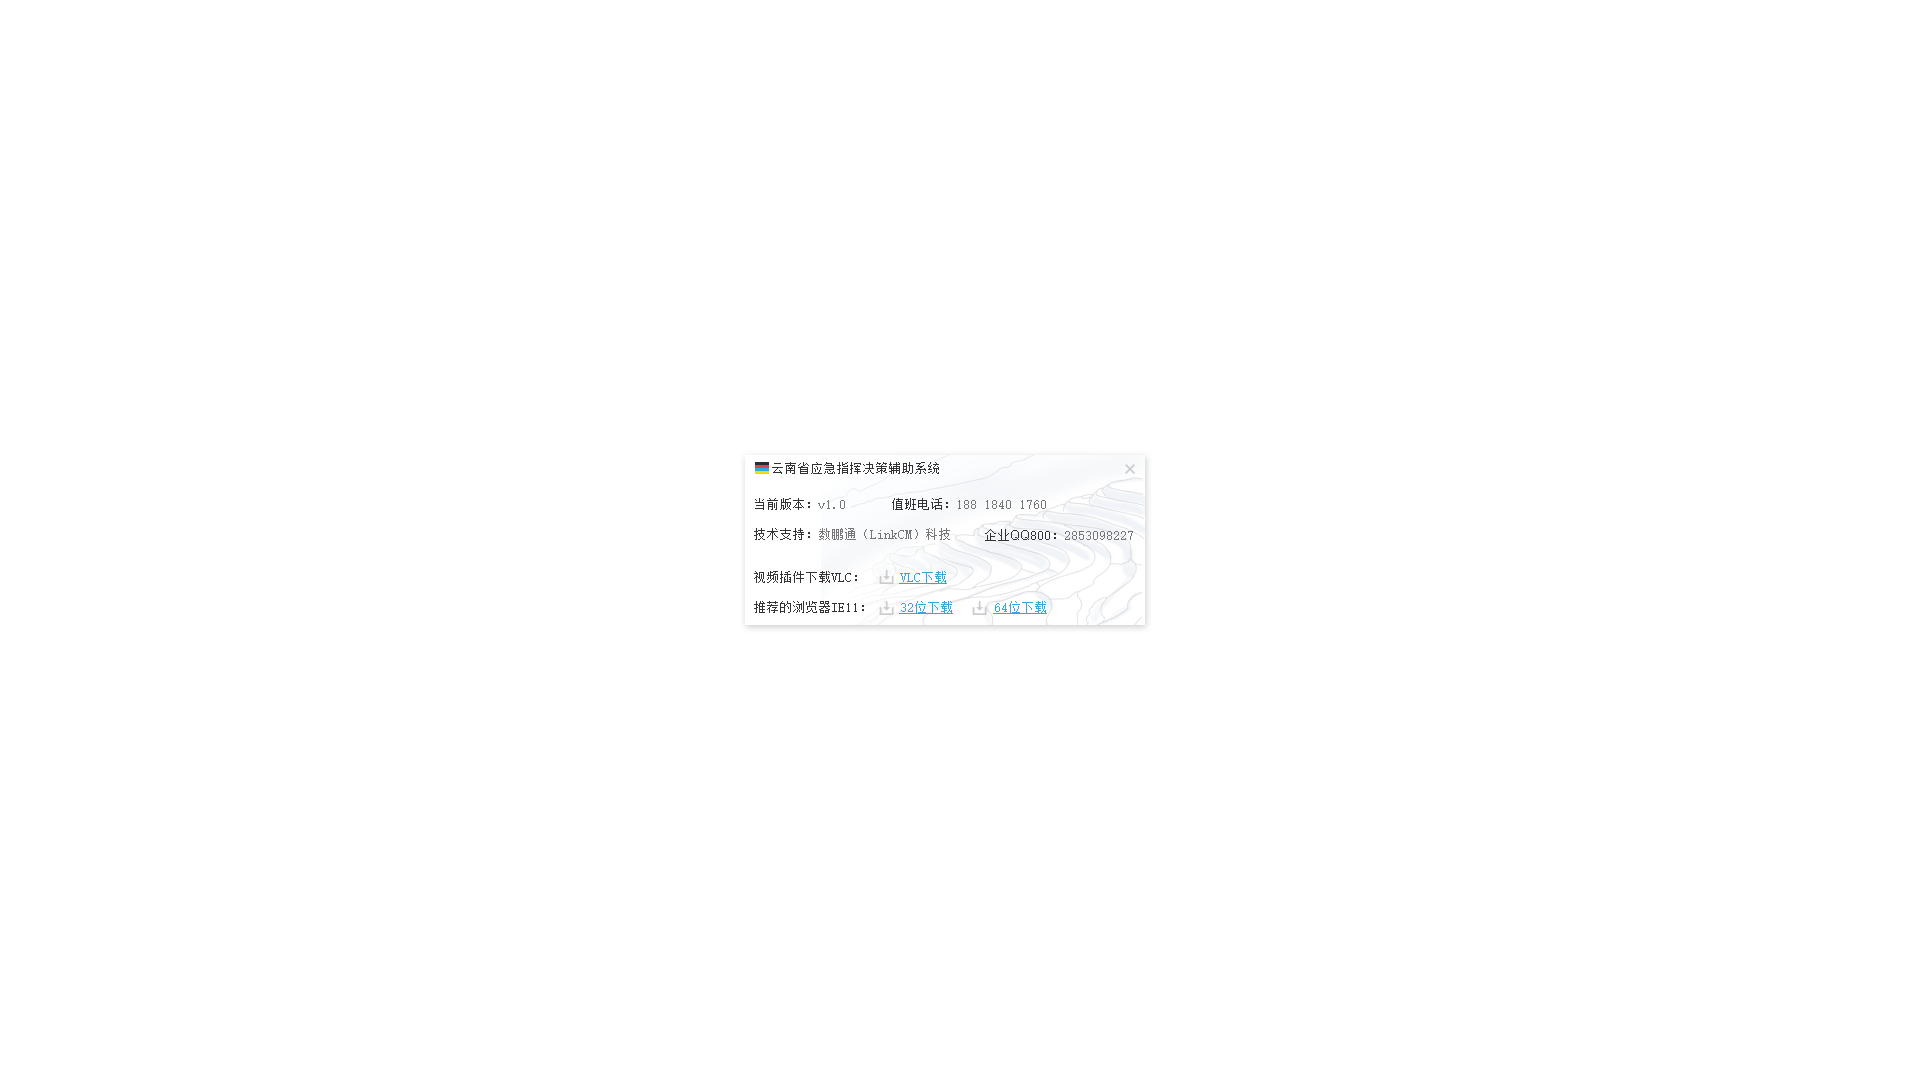 云南省应急指挥决策辅助系统
当前版本：v1.0 值班电话：188 1840 1760
技术支持：数鹏通（LinkCM）科技 企业QQ800：2853098227
视频插件下载VLC： VLC下载
推荐的浏览器IE11： 32位下载 64位下载